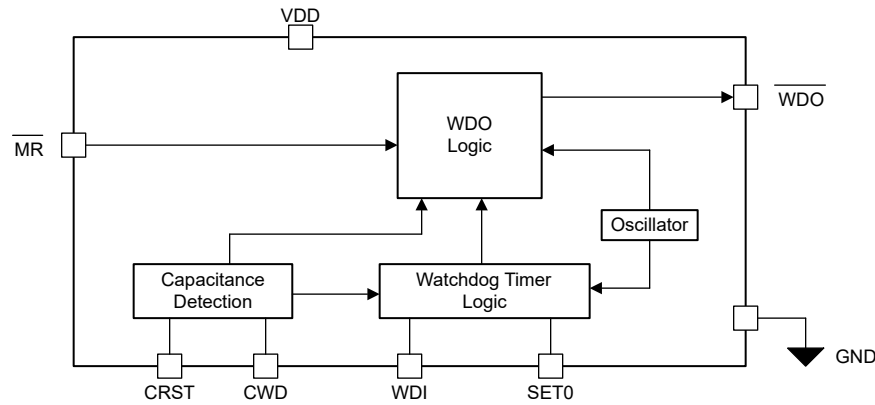 VDD
WDO
Logic
WDO
MR
Oscillator
Capacitance
Detection
Watchdog Timer
Logic
GND
CRST
CWD
WDI
SET0